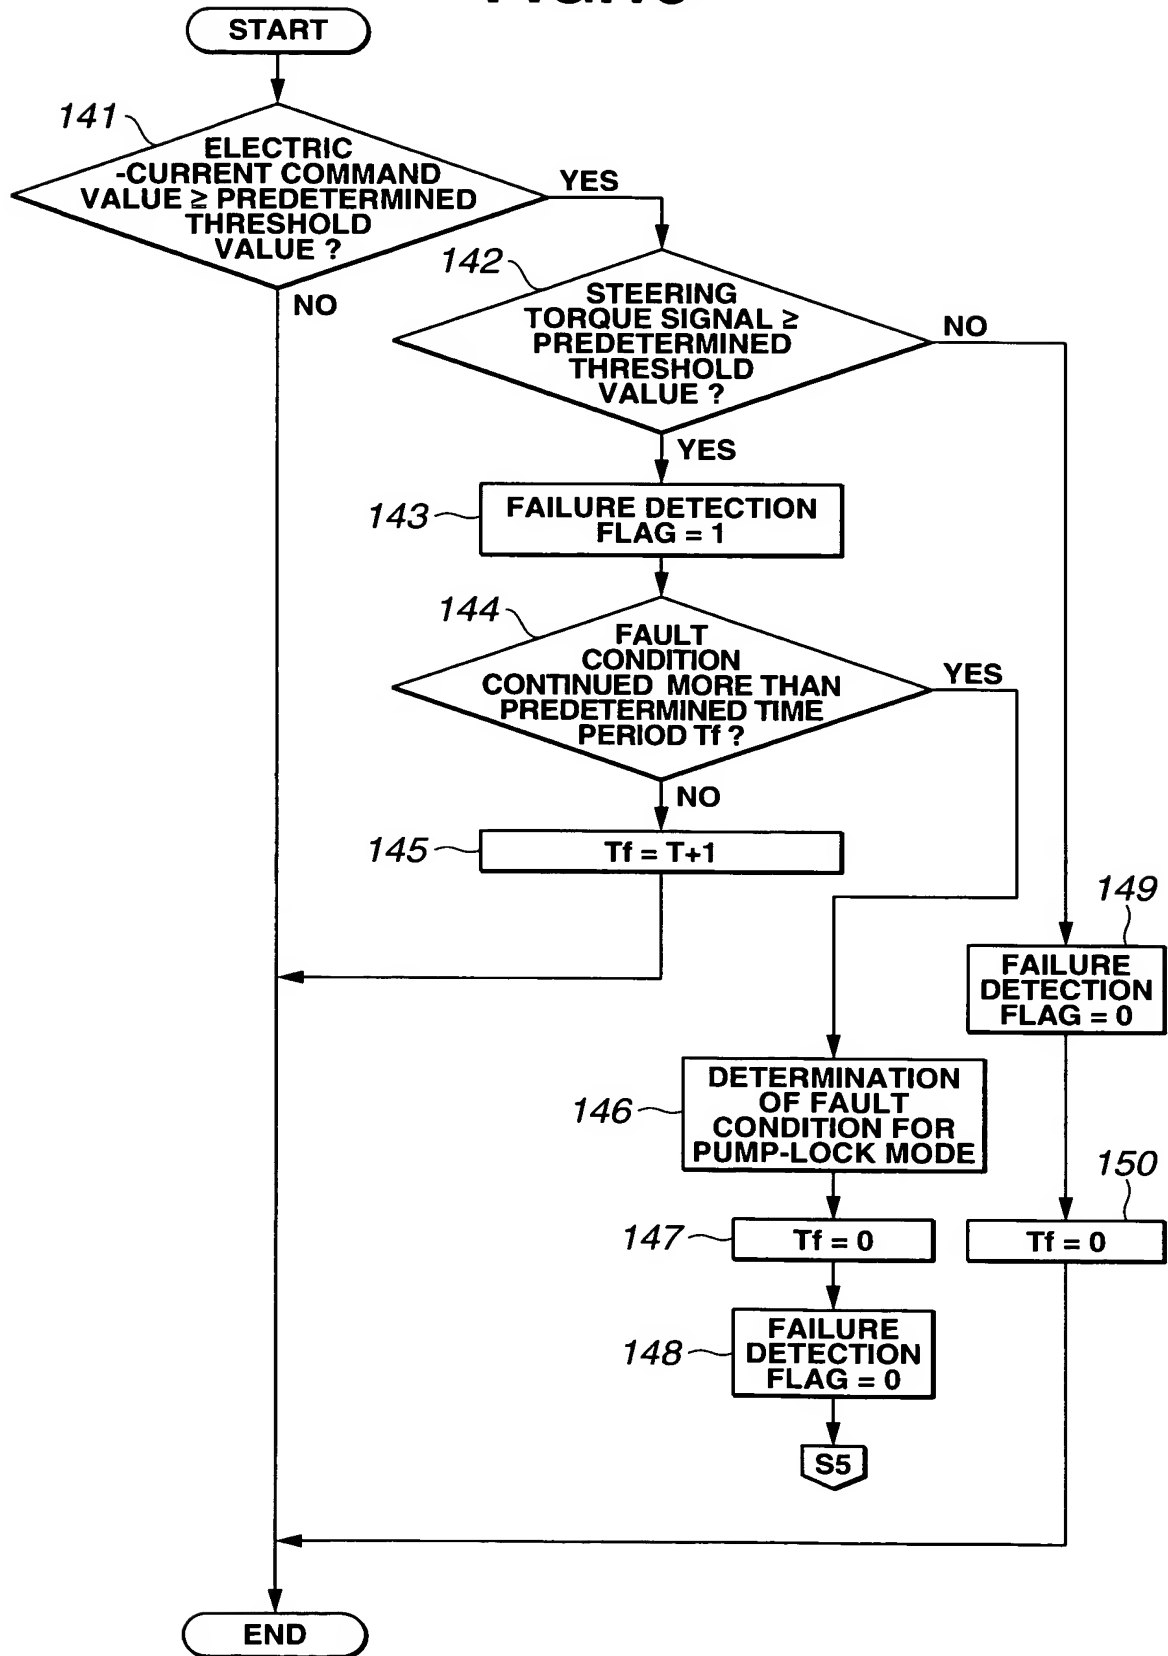 START
141
ELECTRIC
-CURRENT COMMAND
VALUE ≥ PREDETERMINED
THRESHOLD
VALUE ?
YES
NO
142
STEERING
TORQUE SIGNAL ≥
PREDETERMINED
THRESHOLD
VALUE ?
NO
YES
143
FAILURE DETECTION
FLAG = 1
144
FAULT
CONDITION
CONTINUED MORE THAN
PREDETERMINED TIME
PERIOD Tf ?
YES
NO
145
Tf = T+1
149
FAILURE
DETECTION
FLAG = 0
146
DETERMINATION
OF FAULT
CONDITION FOR
PUMP-LOCK MODE
150
Tf = 0
147
Tf = 0
148
FAILURE
DETECTION
FLAG = 0
S5
END